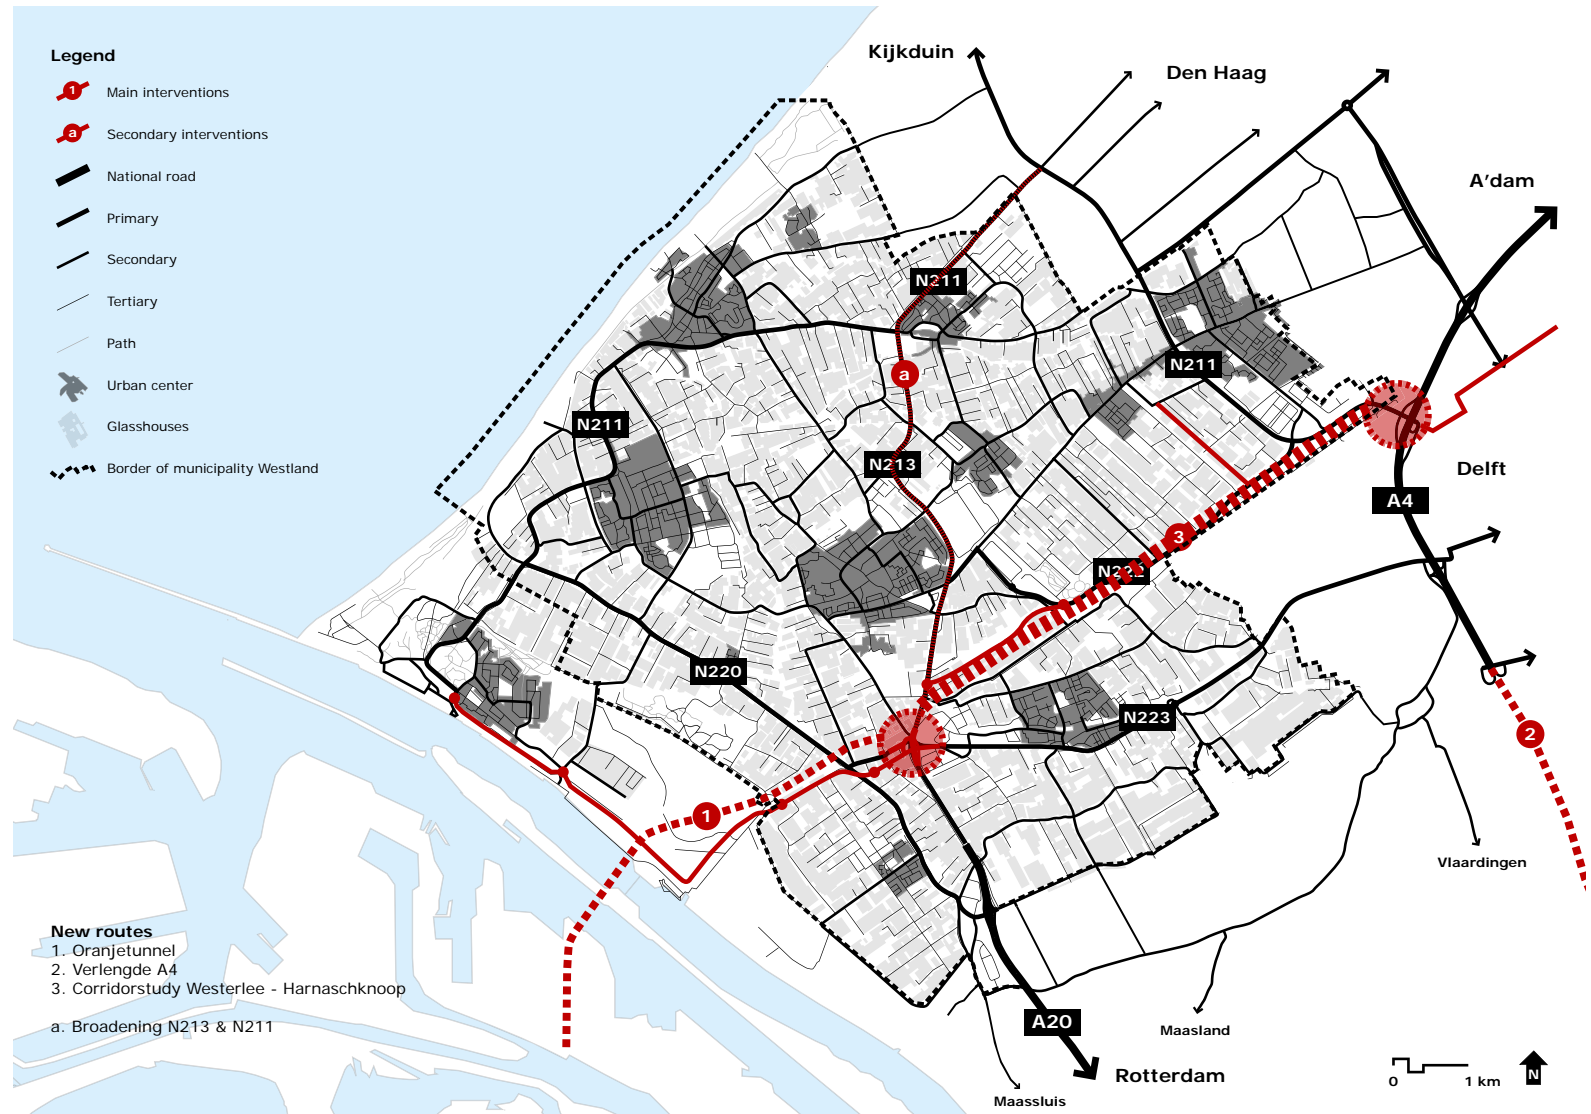 Legend
1 Main interventions
a Secondary interventions
National road
Primary
Secondary
Tertiary
Path
Urban center
Glasshouses
Border of municipality Westland
Kijkduin
Den Haag
A'dam
N211
N211
a
N211
N213
Delft
A4
3
N222
N220
N223
2
1
Vlaardingen
New routes
1. Oranjetunnel
2. Verlengde A4
3. Corridorstudy Westerlee - Harnaschknoop
a. Broadening N213 & N211
A20
Maasland
Rotterdam
Maassluis
0 1 km
N